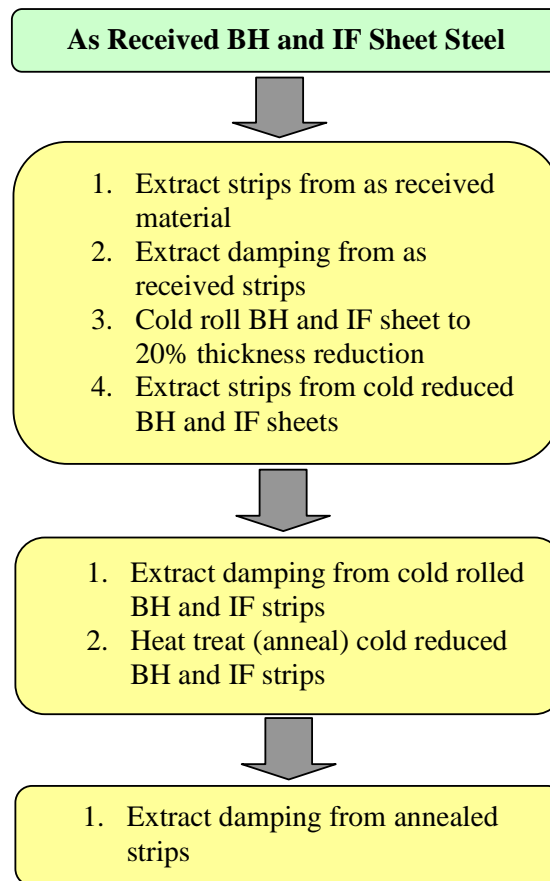 As Received BH and IF Sheet Steel
1. Extract strips from as received
material
2. Extract damping from as
received strips
3. Cold roll BH and IF sheet to
20% thickness reduction
4. Extract strips from cold reduced
BH and IF sheets
1. Extract damping from cold rolled
BH and IF strips
2. Heat treat (anneal) cold reduced
BH and IF strips
1. Extract damping from annealed
strips